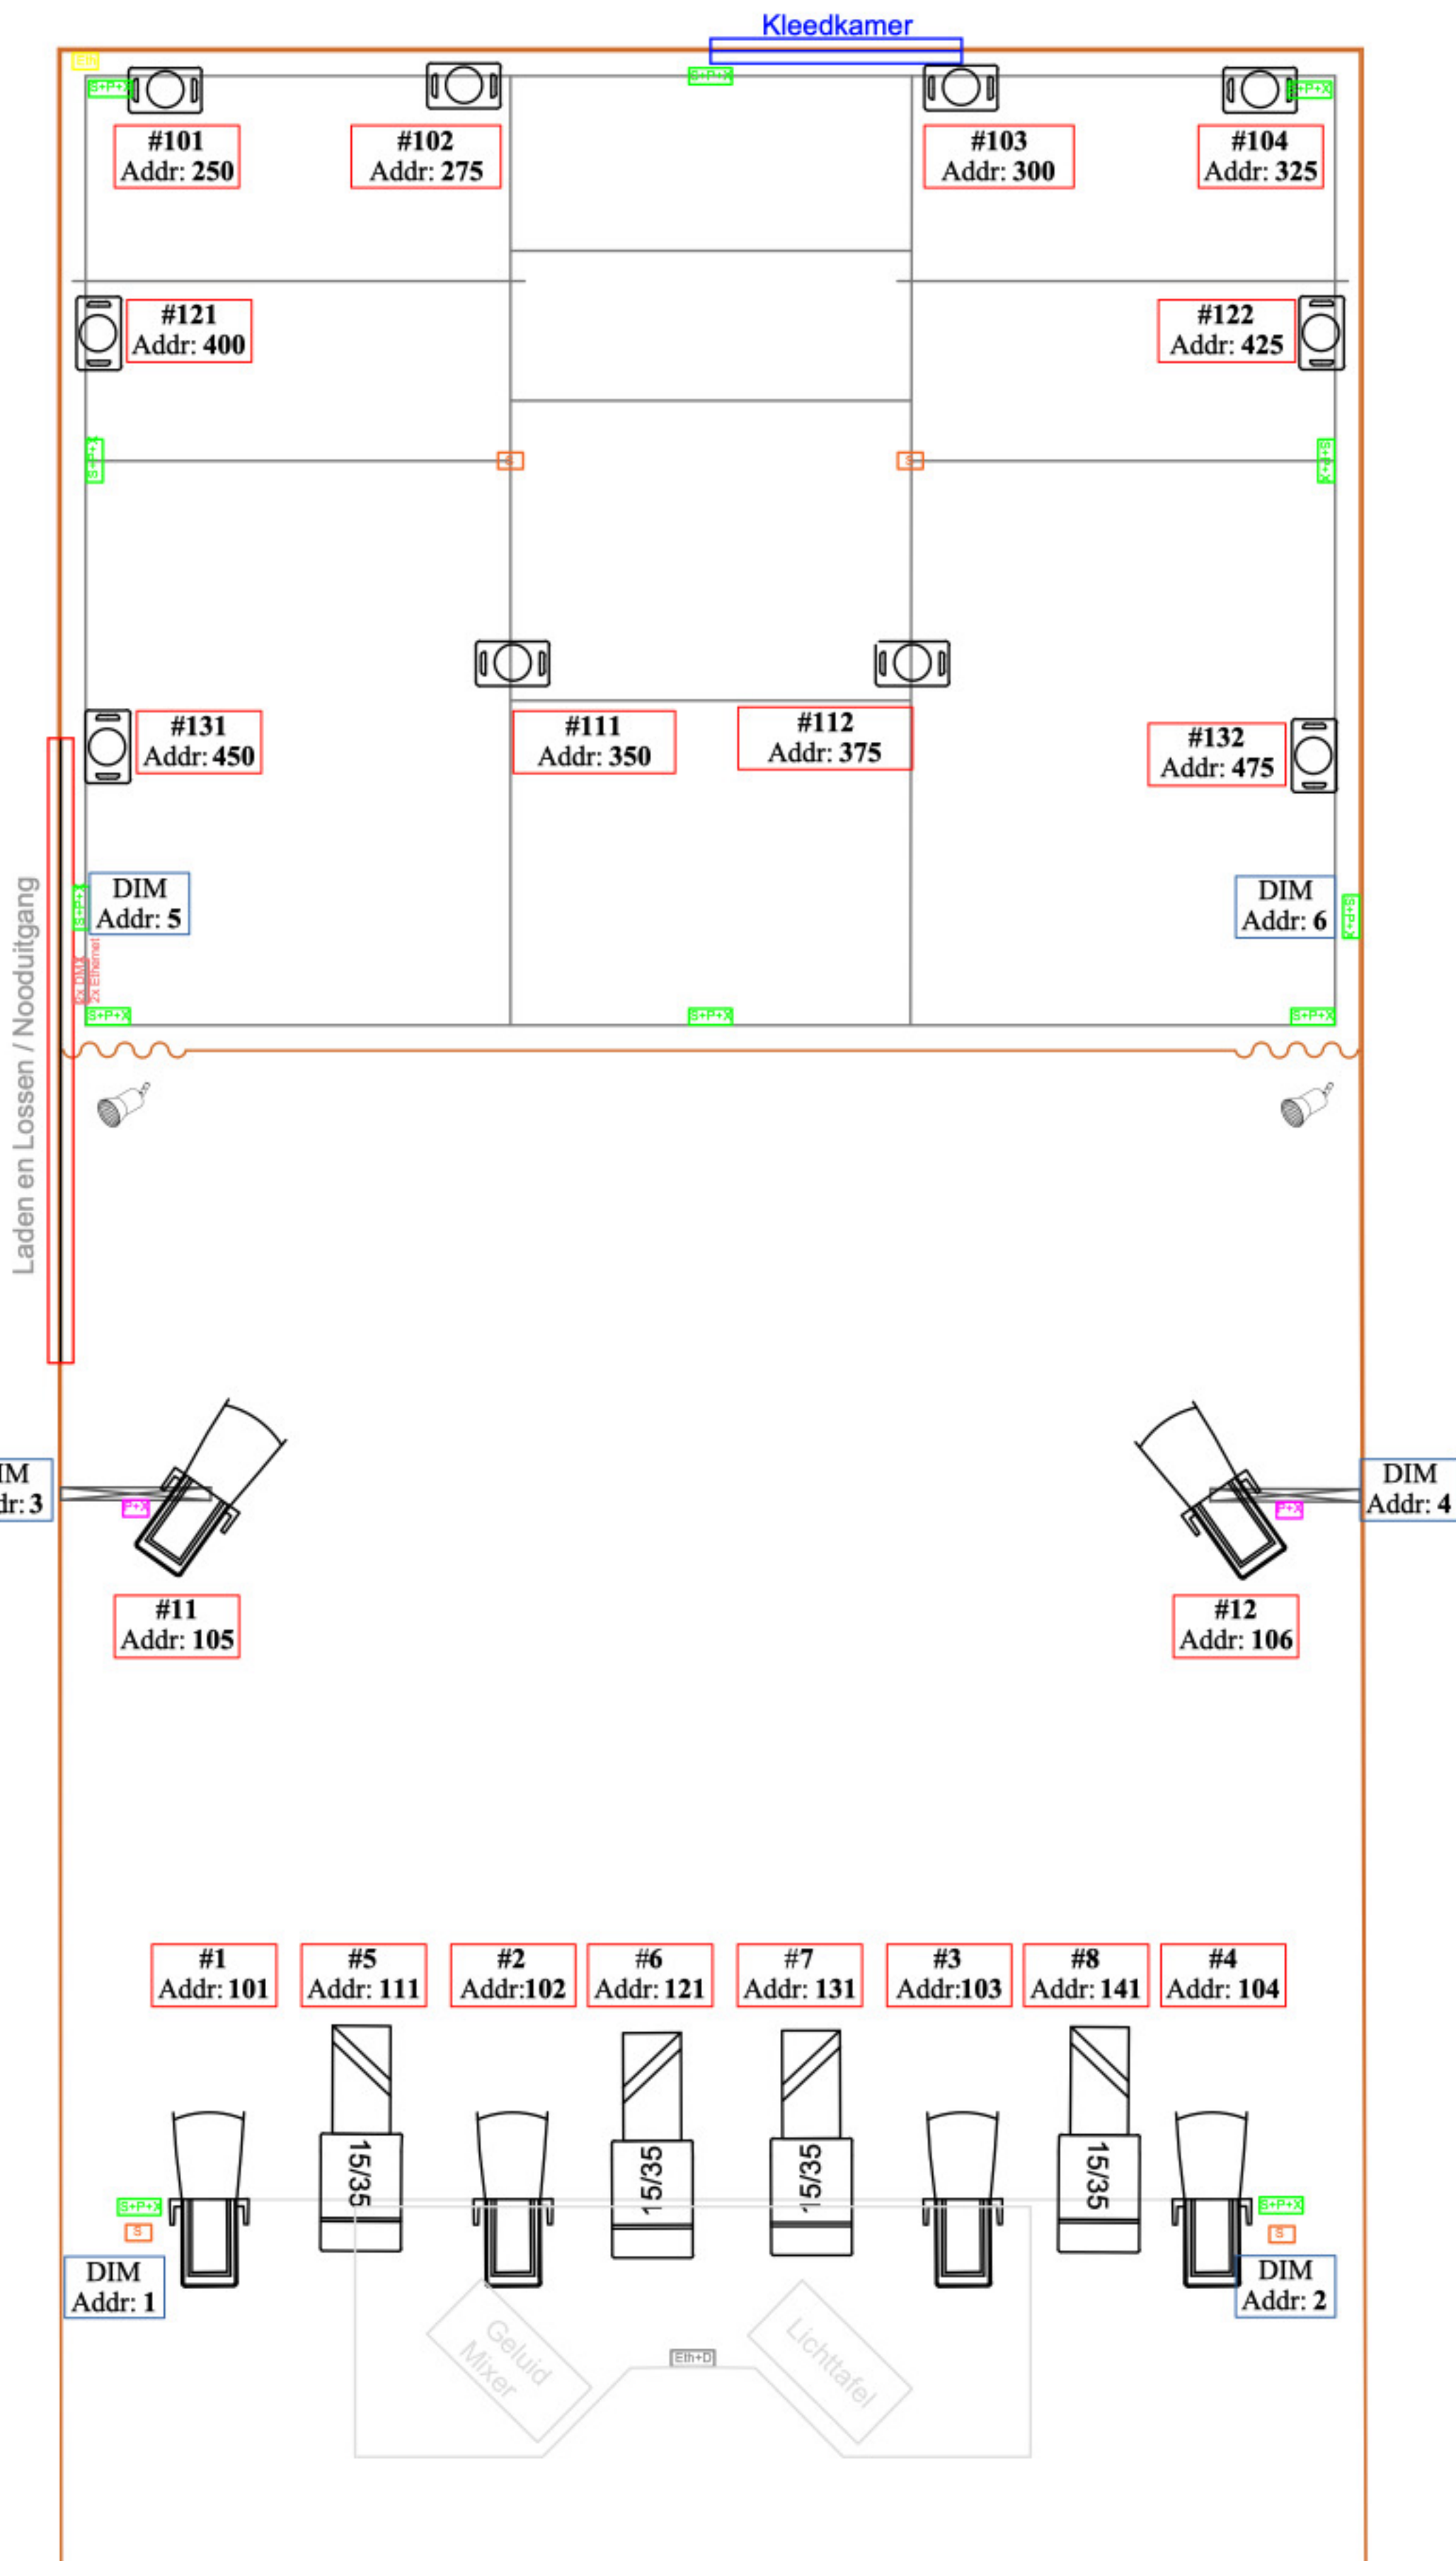 Kleedkamer
Eth
S+P+X
S+P+X
S+P+X
#101
Addr: 250
#102
Addr: 275
#103
Addr: 300
#104
Addr: 325
#121
Addr: 400
#122
Addr: 425
S+P+X
S
S
S+P+X
#131
Addr: 450
#111
Addr: 350
#112
Addr: 375
#132
Addr: 475
Laden en Lossen / Nooduitgang
S+P+X
DIM
Addr: 5
DIM
Addr: 6
S+P+X
2x DMX
2x Ethernet
S+P+X
S+P+X
S+P+X
IM
dr: 3
P+X
P+X
DIM
Addr: 4
#11
Addr: 105
#12
Addr: 106
#1
Addr: 101
#5
Addr: 111
#2
Addr:102
#6
Addr: 121
#7
Addr: 131
#3
Addr:103
#8
Addr: 141
#4
Addr: 104
15/35
15/35
15/35
15/35
S+P+X
S
S+P+X
S
DIM
Addr: 1
DIM
Addr: 2
Geluid
Mixer
Eth+D
Lichttafel